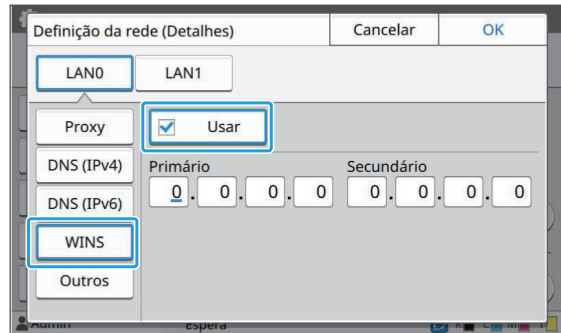 Definição da rede (Detalhes) Cancelar OK
LAN0 LAN1
Proxy
Usar
DNS (IPv4)
DNS (IPv6)
WINS
Outros
Primário
0 . 0 . 0 . 0
Secundário
0 . 0 . 0 . 0
Admin Espera K C M